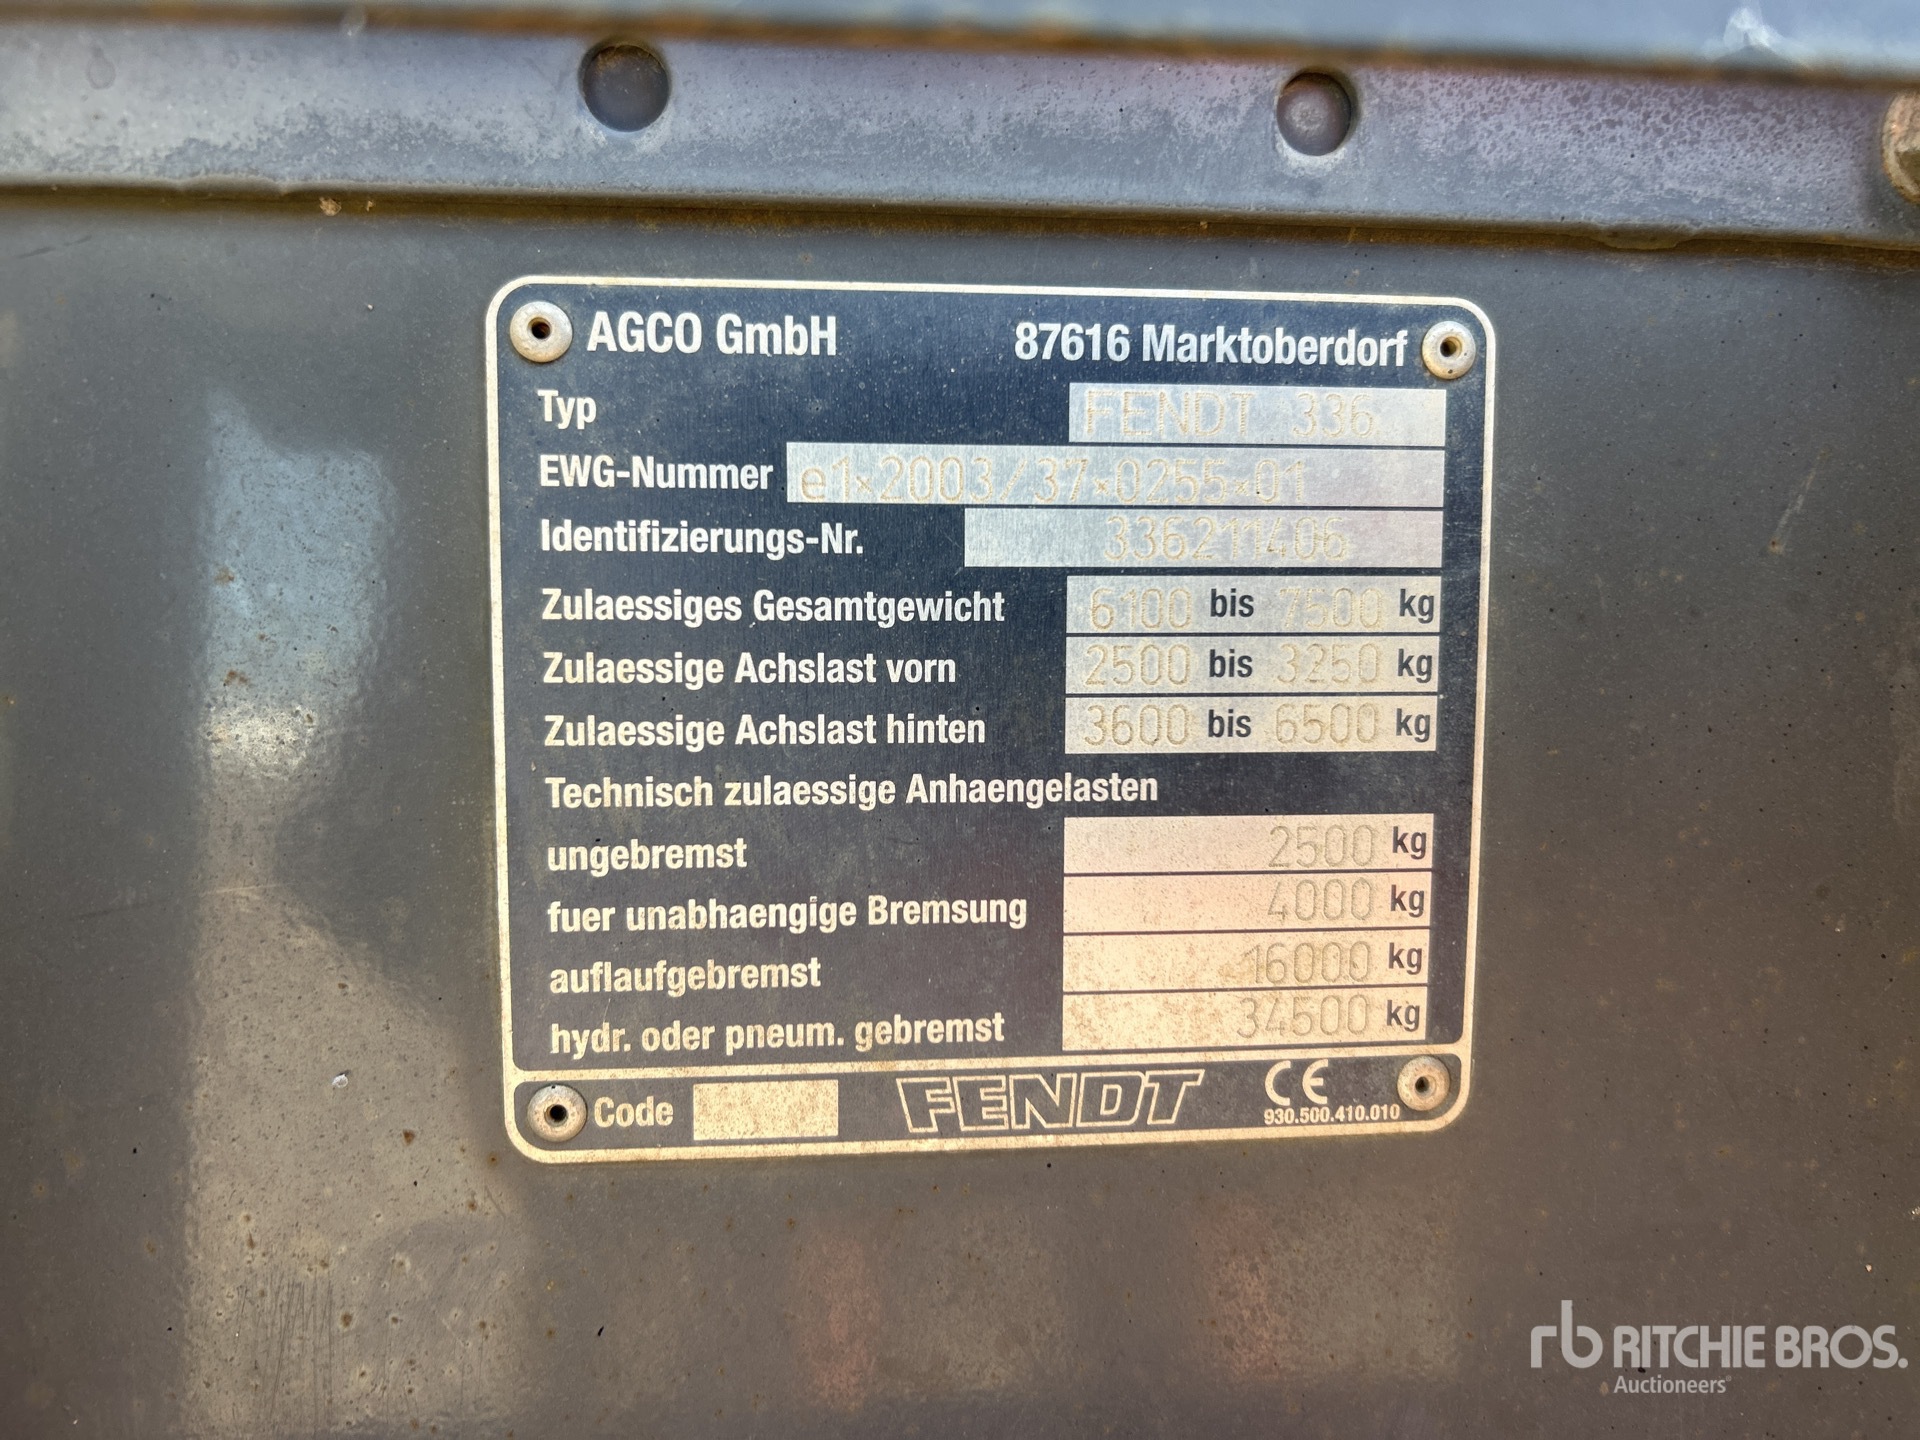 AGCO GmbH 87616 Marktoberdorf
Typ FENDT 336
EWG-Nummer e1*2003/37*0255*01
Identifizierungs-Nr. 336211406
Zulaessiges Gesamtgewicht 6100 bis 7500 kg
Zulaessige Achslast vorn 2500 bis 3250 kg
Zulaessige Achslast hinten 3600 bis 6500 kg
Technisch zulaessige Anhaengelasten
ungebremst 2500 kg
fuer unabhaengige Bremsung 4000 kg
auflaufgebremst 16000 kg
hydr. oder pneum. gebremst 34500 kg
Code FENDT CE
930.500.410.010
rb RITCHIE BROS.
Auctioneers